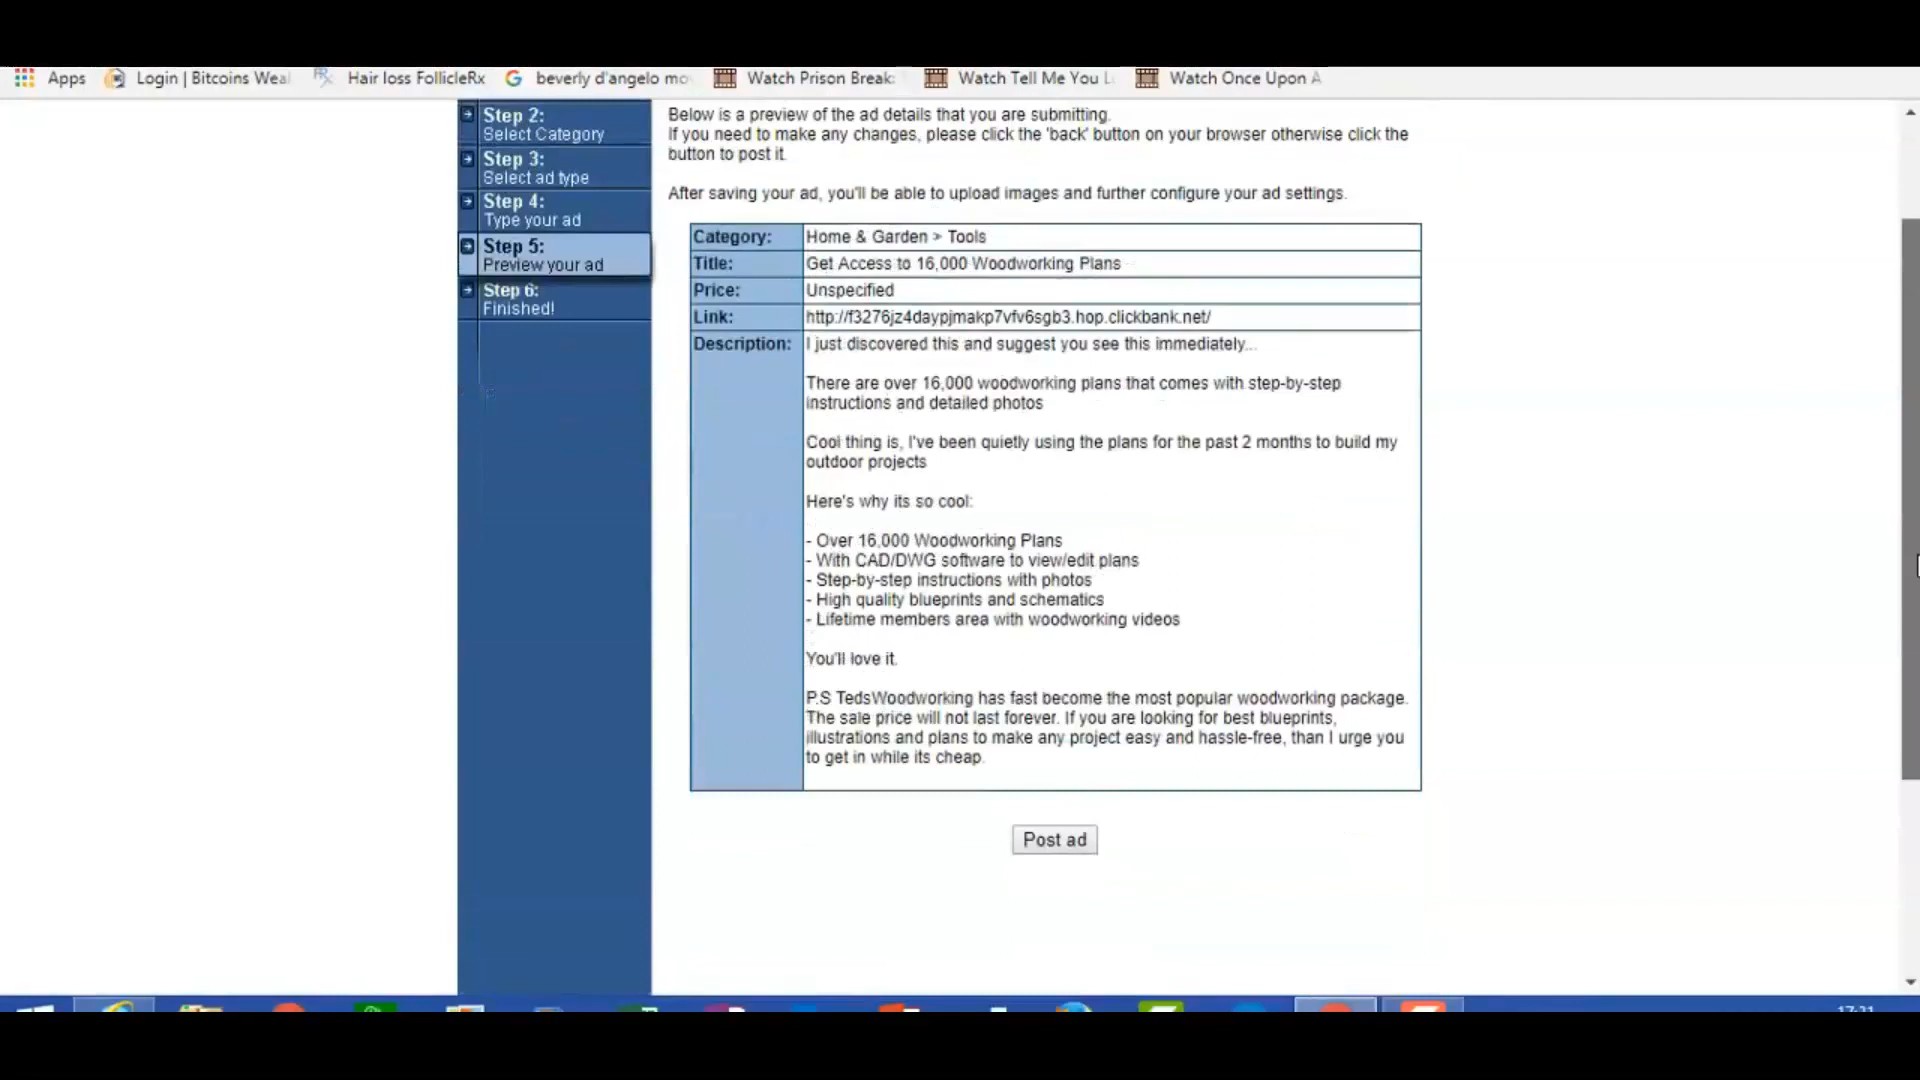 Apps Login | Bitcoins Weal Hair loss FollicleRx beverly d'angelo mo Watch Prison Break Watch Tell Me You L Watch Once Upon A
Step 2:
Select Category
Step 3:
Select ad type
Step 4:
Type your ad
Step 5:
Preview your ad
Step 6:
Finished!
Below is a preview of the ad details that you are submitting.
If you need to make any changes, please click the 'back' button on your browser otherwise click the
button to post it.
After saving your ad, you'll be able to upload images and further configure your ad settings.
Category: Home & Garden > Tools
Title: Get Access to 16,000 Woodworking Plans
Price: Unspecified
Link: http://f3276jz4daypjmakp7vfv6sgb3.hop.clickbank.net/
Description: I just discovered this and suggest you see this immediately...
There are over 16,000 woodworking plans that comes with step-by-step
instructions and detailed photos
Cool thing is, I've been quietly using the plans for the past 2 months to build my
outdoor projects
Here's why its so cool:
- Over 16,000 Woodworking Plans
- With CAD/DWG software to view/edit plans
- Step-by-step instructions with photos
- High quality blueprints and schematics
- Lifetime members area with woodworking videos
You'll love it.
P.S TedsWoodworking has fast become the most popular woodworking package.
The sale price will not last forever. If you are looking for best blueprints,
illustrations and plans to make any project easy and hassle-free, than I urge you
to get in while its cheap.
Post ad